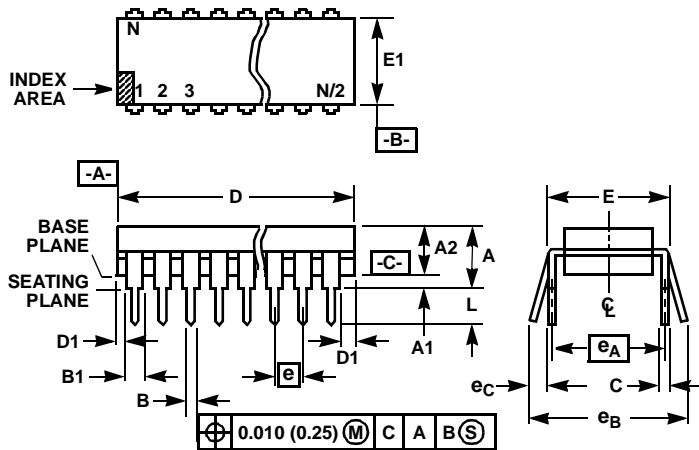 N
E1
INDEX
AREA
1 2 3 N/2
-B-
-A-
D
E
BASE
PLANE
A2
A
-C-
SEATING
PLANE
L
D1
B1
B
e
D1
A1
eA
eC
C
eB
0.010 (0.25) M C A B S
C
L